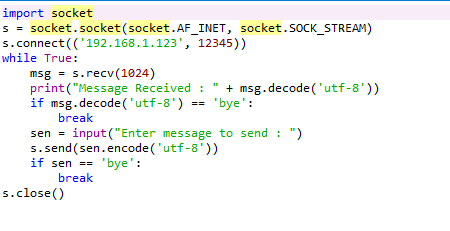 import socket
s = socket.socket(socket.AF_INET, socket.SOCK_STREAM)
s.connect(('192.168.1.123', 12345))
while True:
    msg = s.recv(1024)
    print("Message Received : " + msg.decode('utf-8'))
    if msg.decode('utf-8') == 'bye':
        break
    sen = input("Enter message to send : ")
    s.send(sen.encode('utf-8'))
    if sen == 'bye':
        break
s.close()